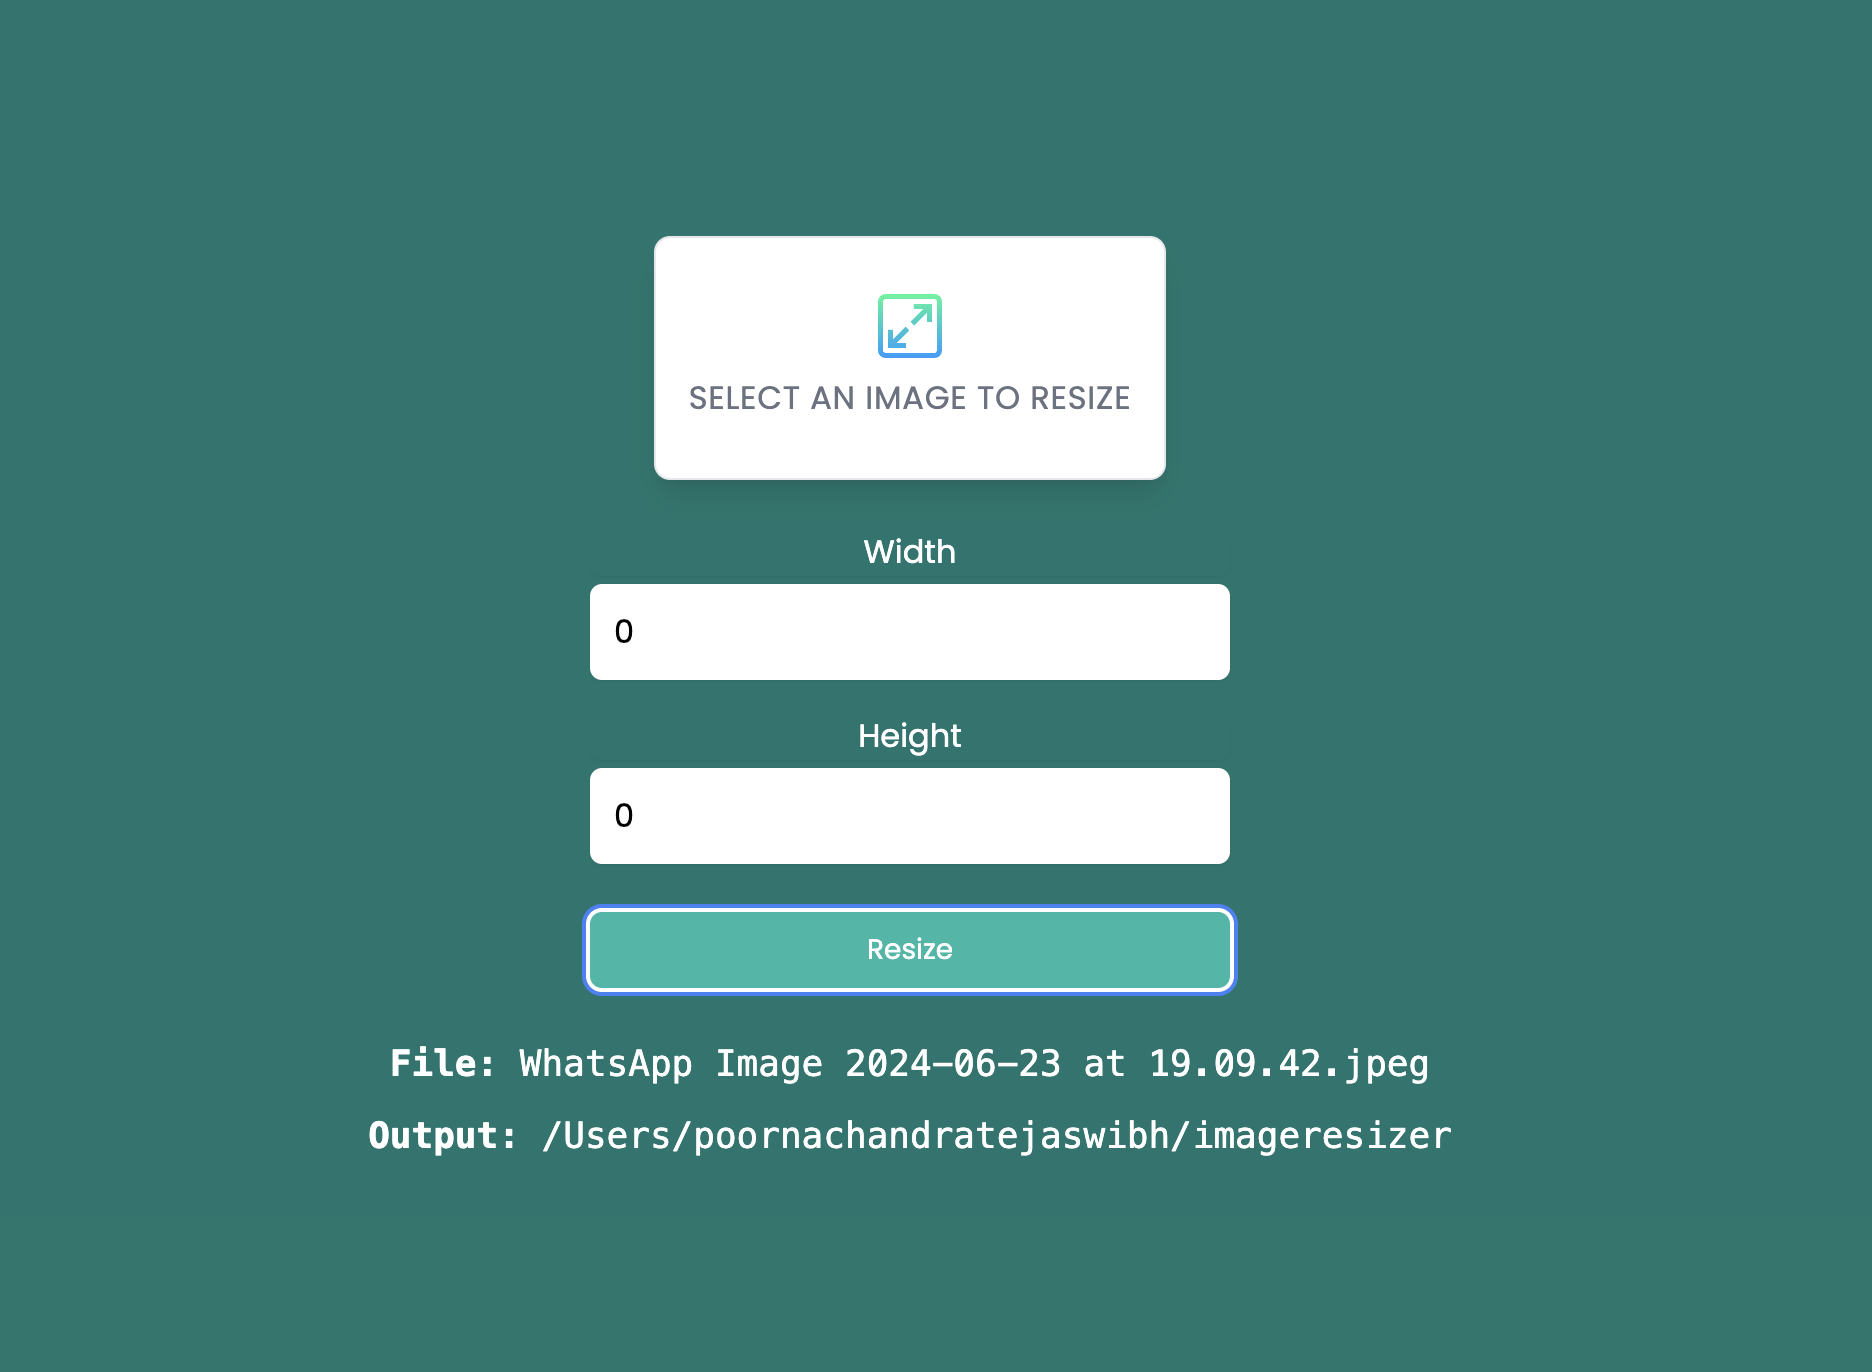 SELECT AN IMAGE TO RESIZE
Width
0
Height
0
Resize
File: WhatsApp Image 2024-06-23 at 19.09.42.jpeg
Output: /Users/poornachandratejaswibh/imageresizer